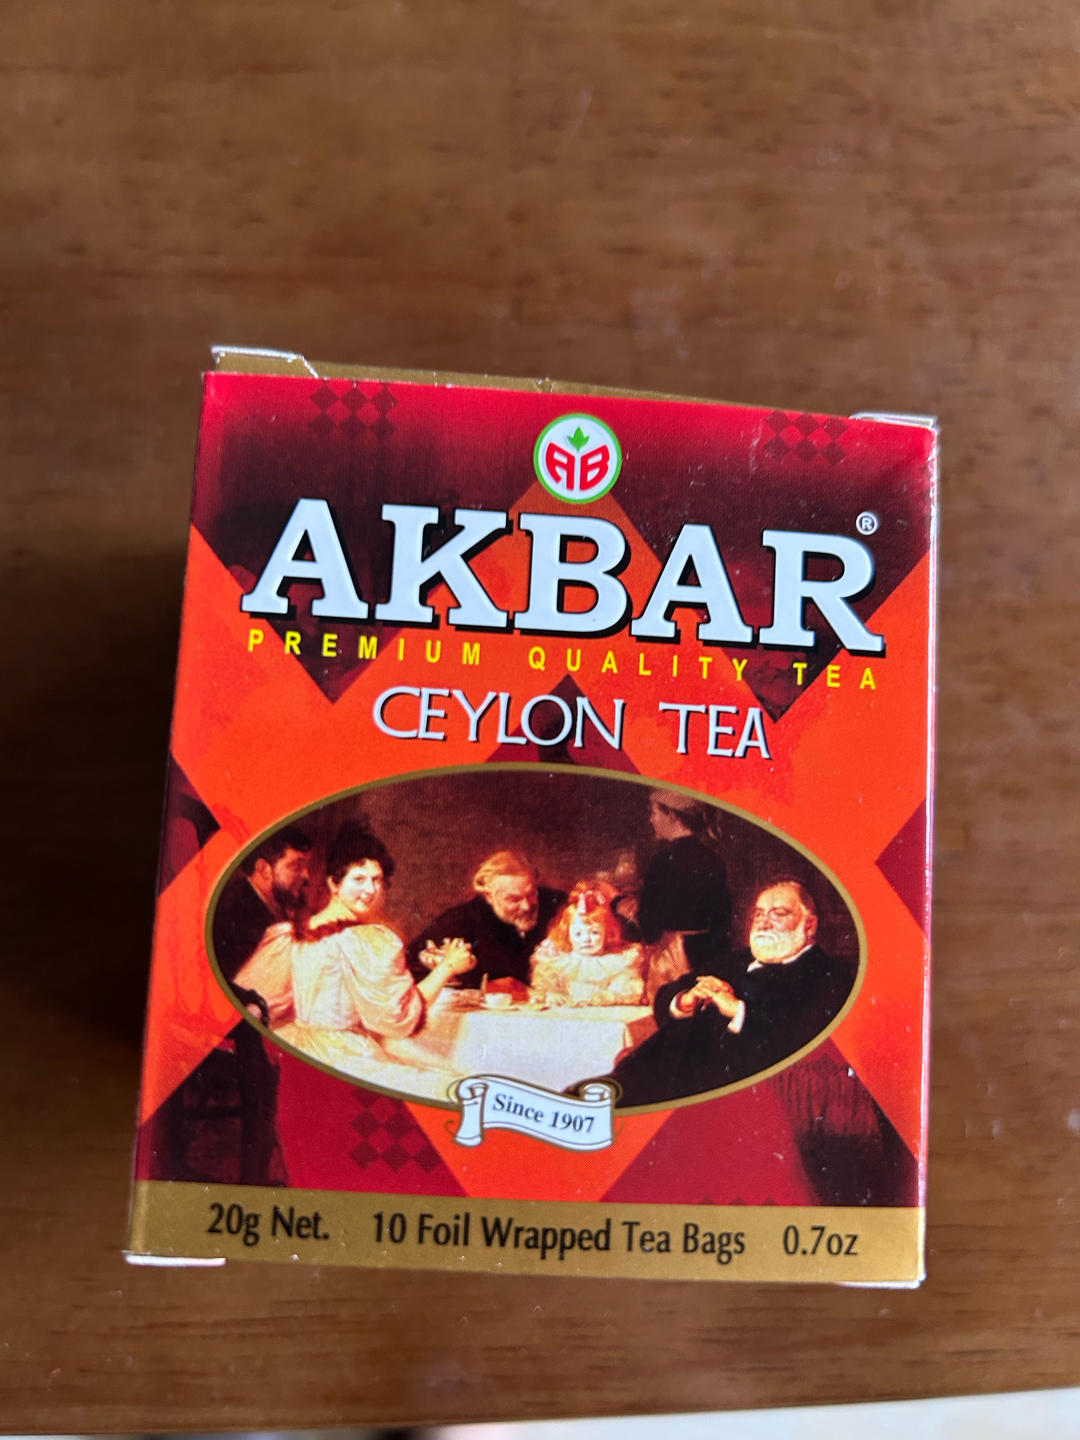 AB
AKBAR®
PREMIUM QUALITY TEA
CEYLON TEA
Since 1907
20g Net. 10 Foil Wrapped Tea Bags 0.7oz